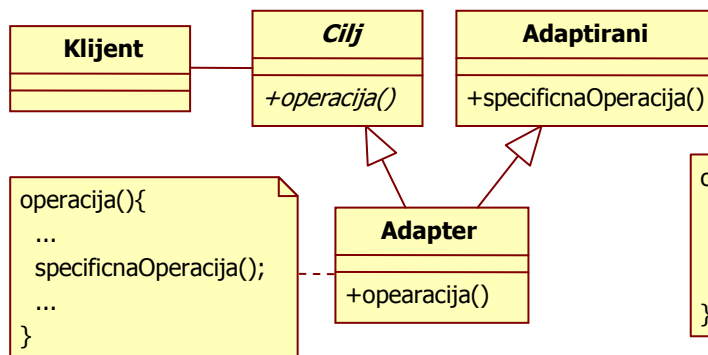 Klijent
Cilj
+operacija()
Adaptirani
+specificnaOperacija()
operacija(){
...
specificnaOperacija();
...
}
Adapter
+opearacija()
}